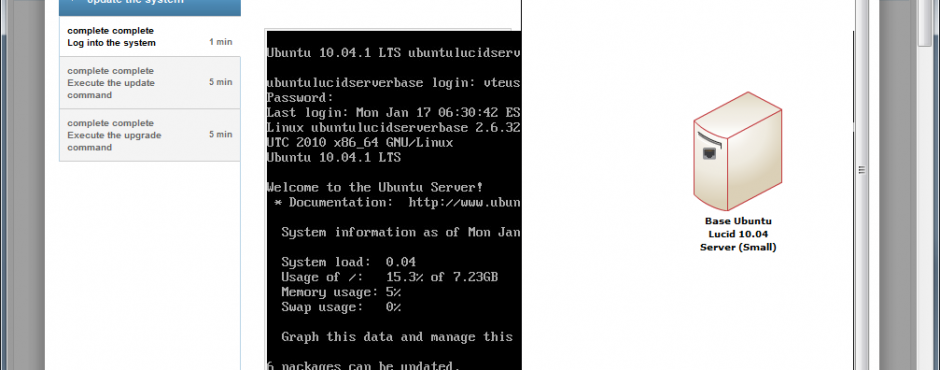 update the system
complete complete
Log into the system
1 min
complete complete
Execute the update
command
5 min
complete complete
Execute the upgrade
command
5 min
Ubuntu 10.04.1 LTS ubuntulucidserv
ubuntulucidserverbase login: vteus
Password:
Last login: Mon Jan 17 06:30:42 ES
Linux ubuntulucidserverbase 2.6.32
UTC 2010 x86_64 GNU/Linux
Ubuntu 10.04.1 LTS
Welcome to the Ubuntu Server!
* Documentation:  http://www.ubun
System information as of Mon Jan
System load:  0.04
Usage of /:   15.3% of 7.23GB
Memory usage: 5%
Swap usage:   0%
Graph this data and manage this
6 packages can be updated.
Base Ubuntu
Lucid 10.04
Server (Small)